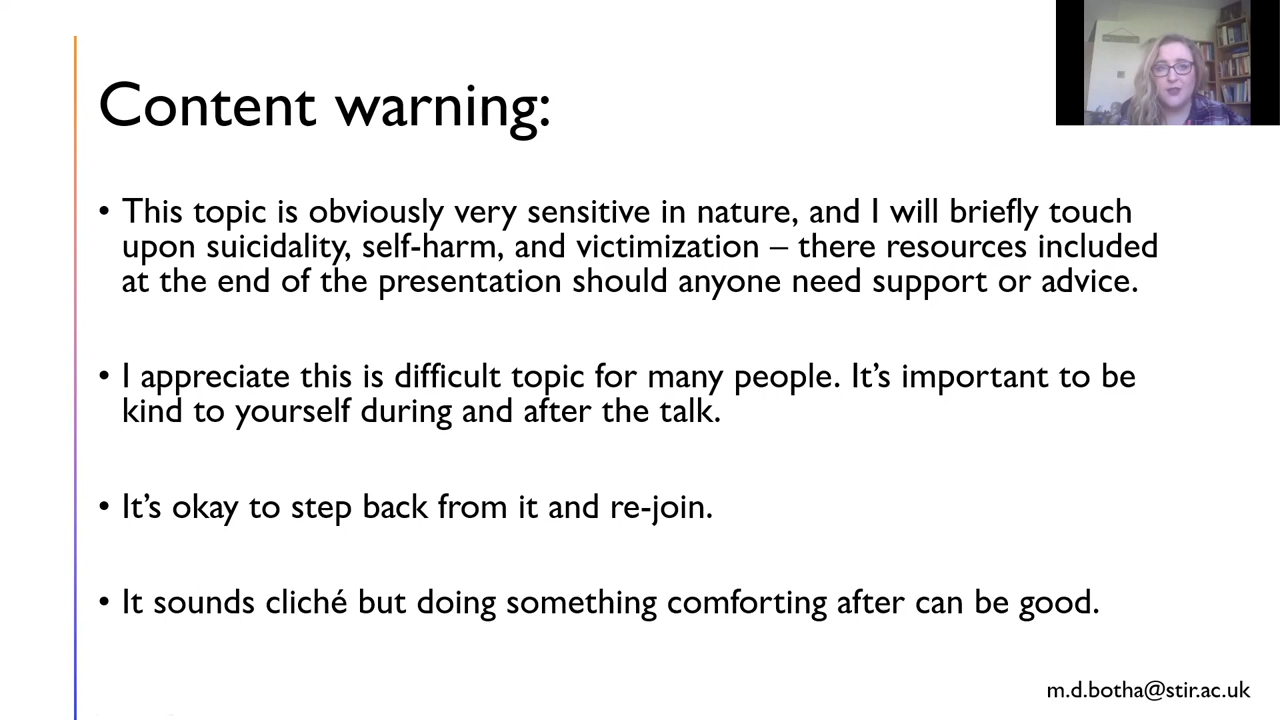 Content warning:
• This topic is obviously very sensitive in nature, and I will briefly touch
upon suicidality, self-harm, and victimization – there resources included
at the end of the presentation should anyone need support or advice.
• I appreciate this is difficult topic for many people. It’s important to be
kind to yourself during and after the talk.
• It’s okay to step back from it and re-join.
• It sounds cliché but doing something comforting after can be good.
m.d.botha@stir.ac.uk